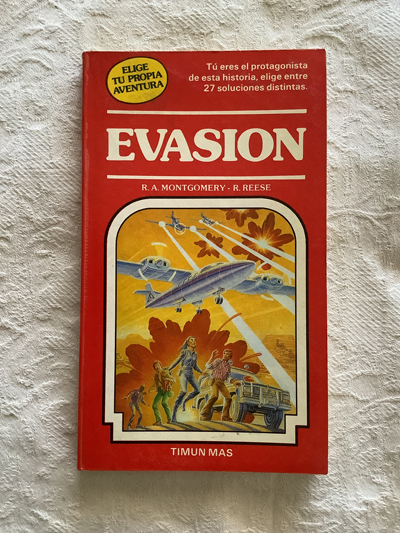 ELIGE
TU PROPIA
AVENTURA
Tú eres el protagonista
de esta historia, elige entre
27 soluciones distintas.
EVASION
R. A. MONTGOMERY - R. REESE
TIMUN MAS